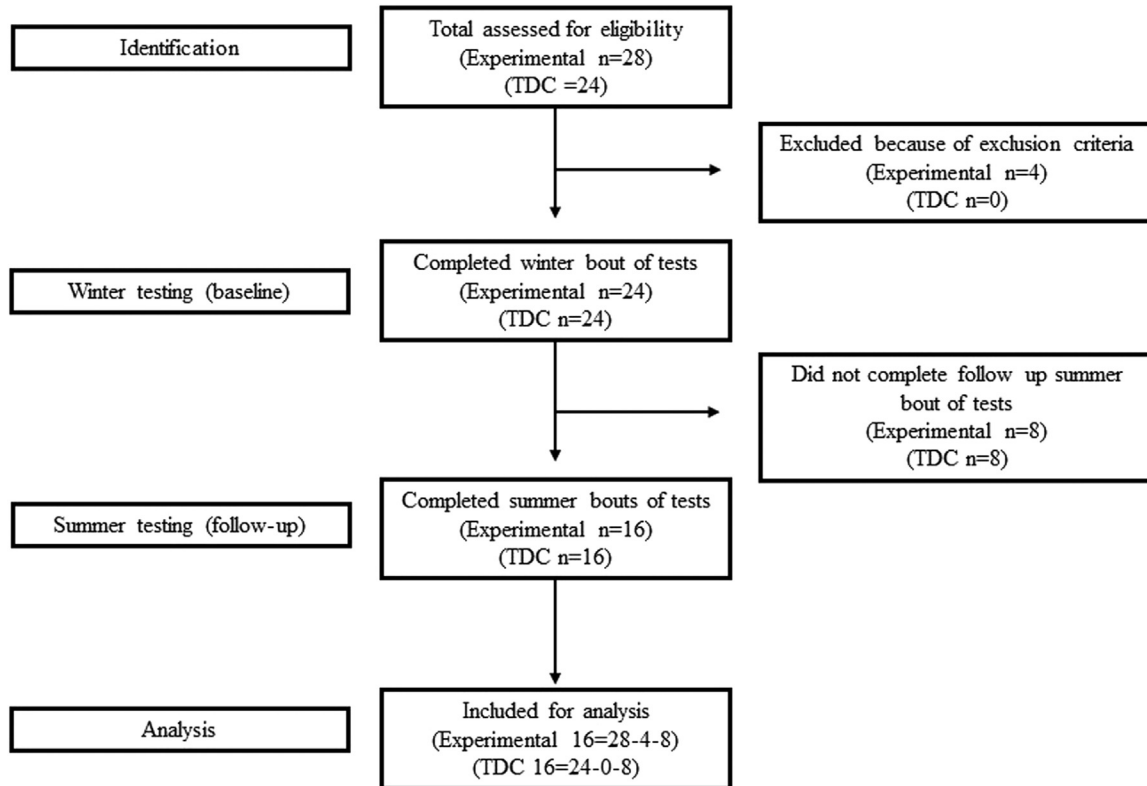 Identification
Total assessed for eligibility
(Experimental n=28)
(TDC =24)
Excluded because of exclusion criteria
(Experimental n=4)
(TDC n=0)
Winter testing (baseline)
Completed winter bout of tests
(Experimental n=24)
(TDC n=24)
Did not complete follow up summer
bout of tests
(Experimental n=8)
(TDC n=8)
Summer testing (follow-up)
Completed summer bouts of tests
(Experimental n=16)
(TDC n=16)
Analysis
Included for analysis
(Experimental 16=28-4-8)
(TDC 16=24-0-8)